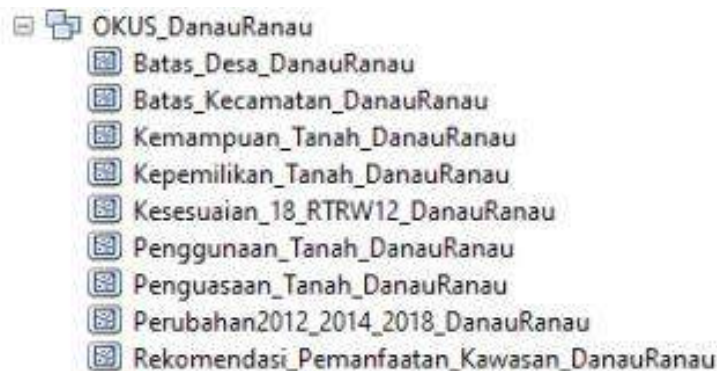 OKUS_DanauRanau
Batas_Desa_DanauRanau
Batas_Kecamatan_DanauRanau
Kemampuan_Tanah_DanauRanau
Kepemilikan_Tanah_DanauRanau
Kesesuaian_18_RTRW12_DanauRanau
Penggunaan_Tanah_DanauRanau
Penguasaan_Tanah_DanauRanau
Perubahan2012_2014_2018_DanauRanau
Rekomendasi_Pemanfaatan_Kawasan_DanauRanau